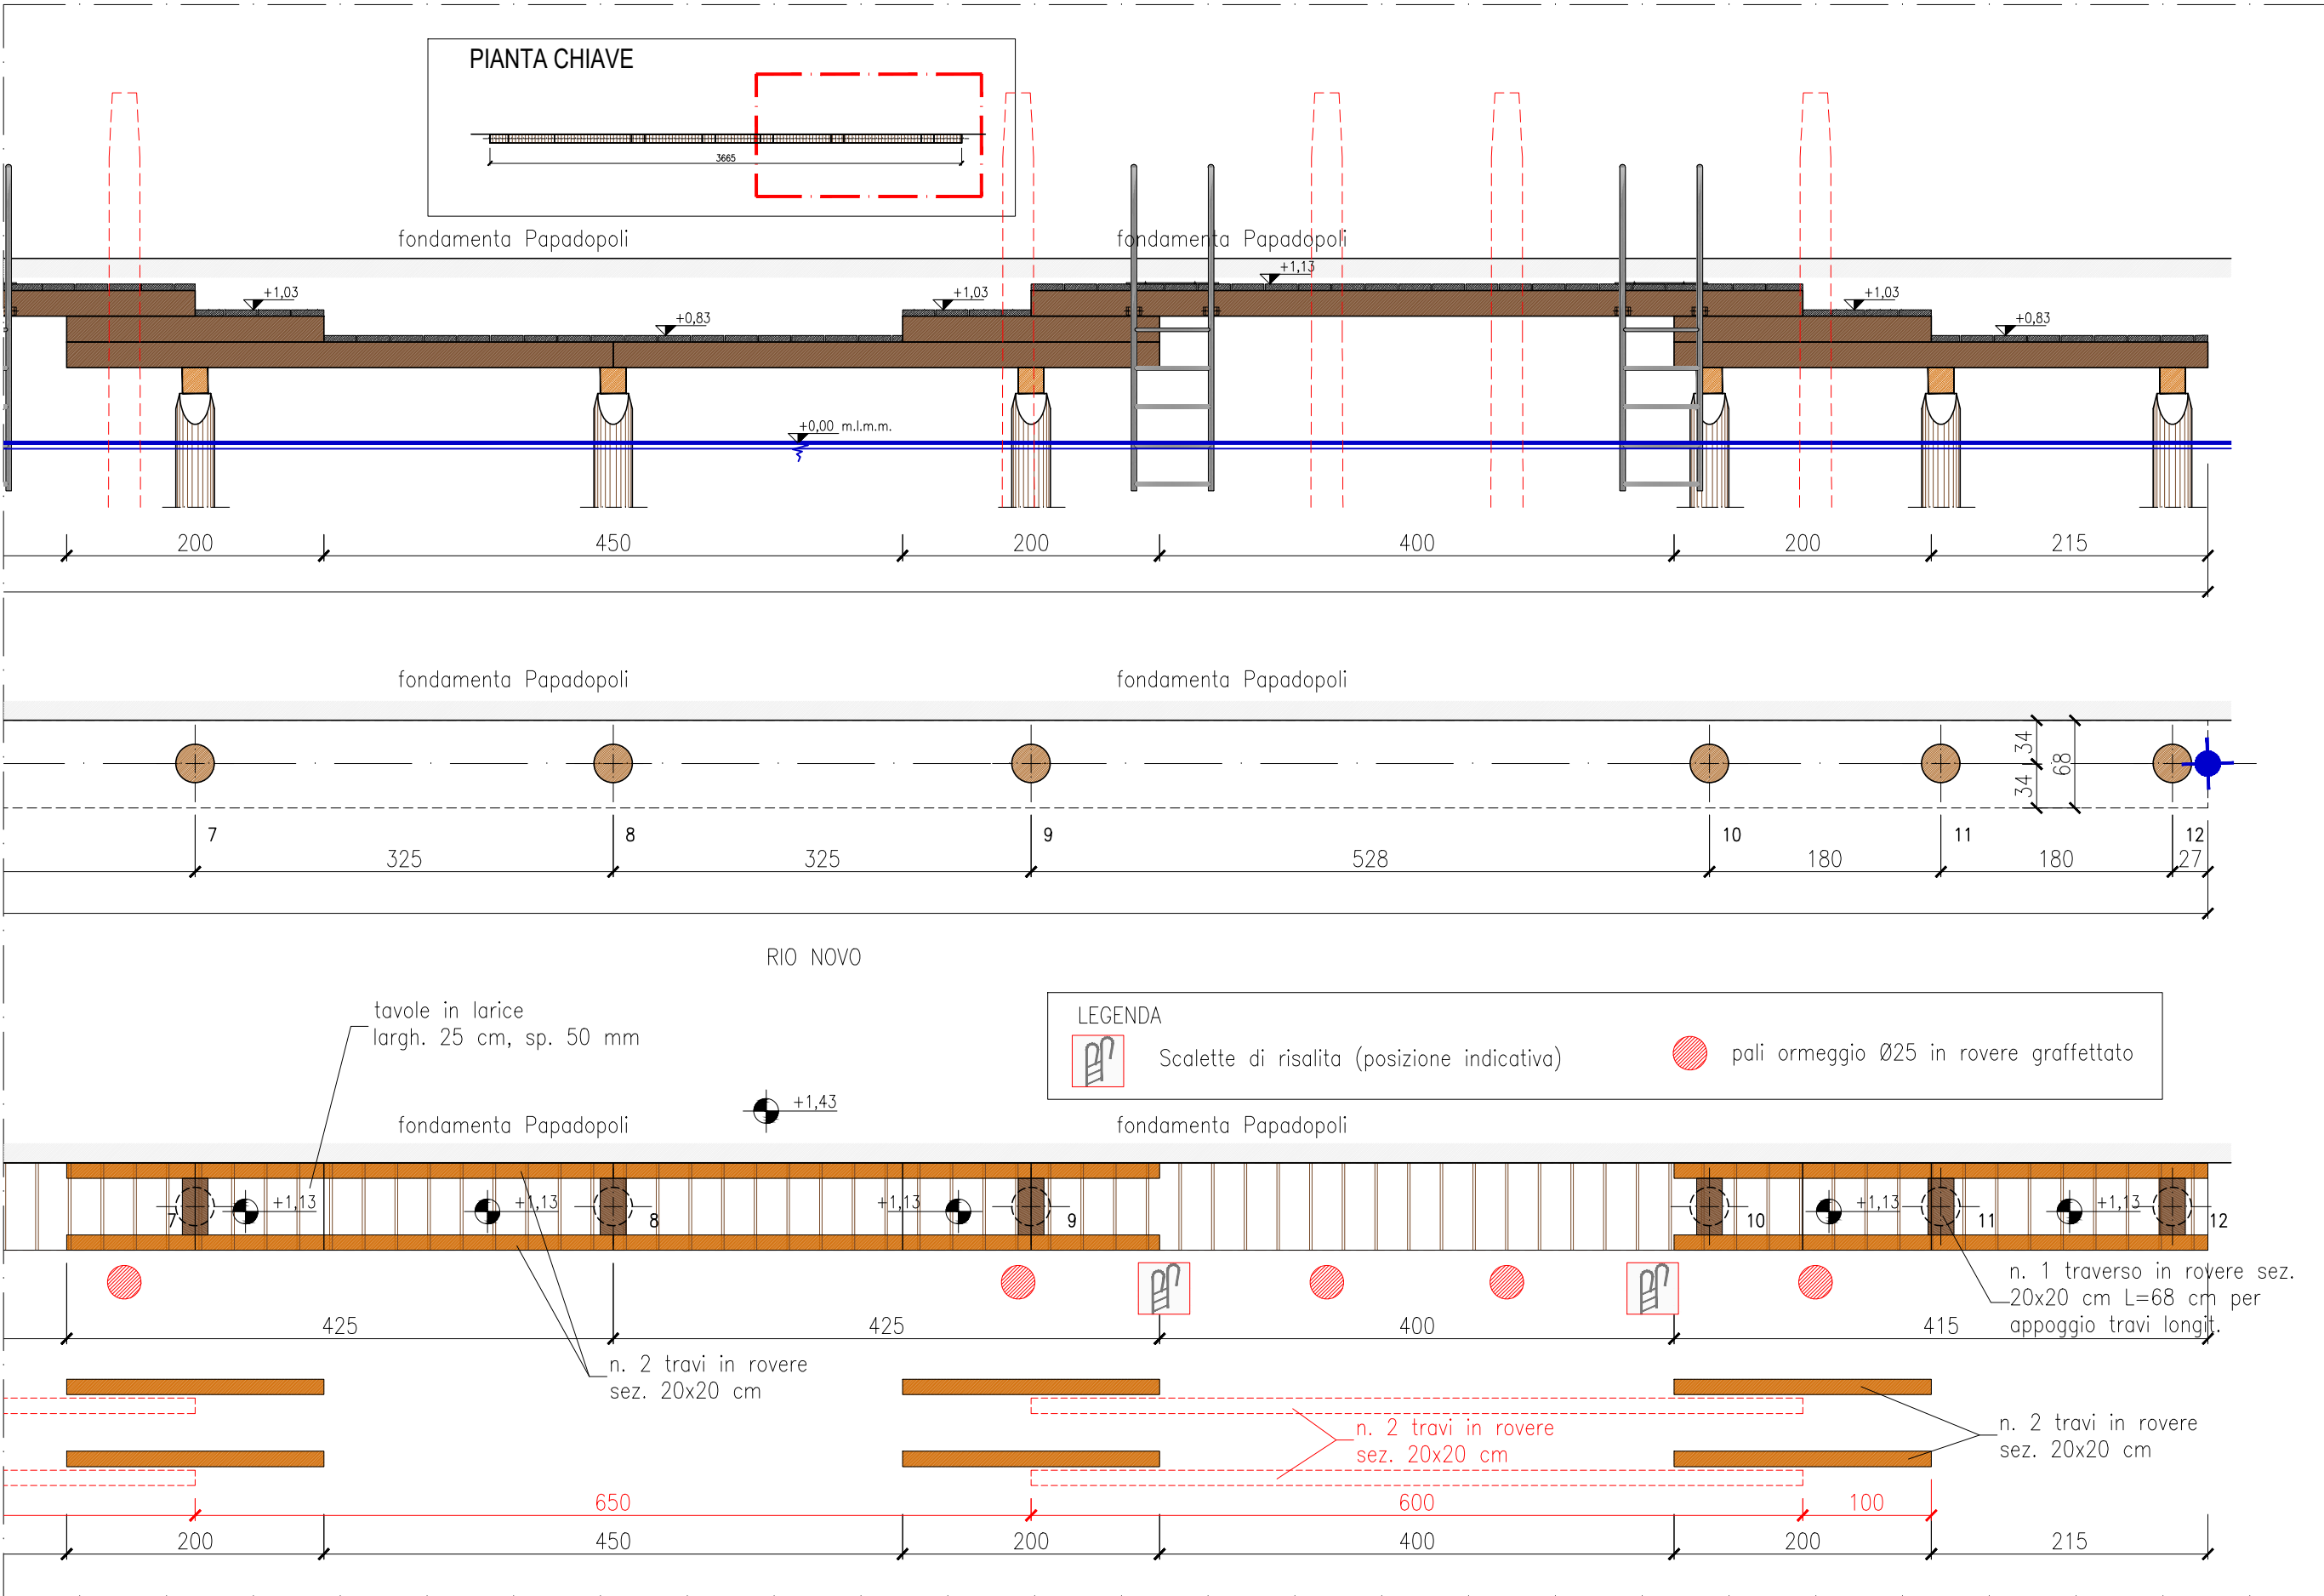 PIANTA CHIAVE
3665
fondamenta Papadopoli
fondamenta Papadopoli
+1,13
+1,03
+1,03
+1,03
+0,83
+0,83
+0,00 m.l.m.m.
200
450
200
400
200
215
fondamenta Papadopoli
fondamenta Papadopoli
34
68
34
7
8
9
10
11
12
325
325
528
180
180
27
RIO NOVO
tavole in larice
largh. 25 cm, sp. 50 mm
LEGENDA
Scalette di risalita (posizione indicativa)
pali ormeggio Ø25 in rovere graffettato
+1,43
fondamenta Papadopoli
fondamenta Papadopoli
+1,13
+1,13
+1,13
+1,13
+1,13
7
8
9
10
11
12
n. 1 traverso in rovere sez.
20x20 cm L=68 cm per
appoggio travi longit.
425
425
400
415
n. 2 travi in rovere
sez. 20x20 cm
n. 2 travi in rovere
sez. 20x20 cm
n. 2 travi in rovere
sez. 20x20 cm
650
600
100
200
450
200
400
200
215